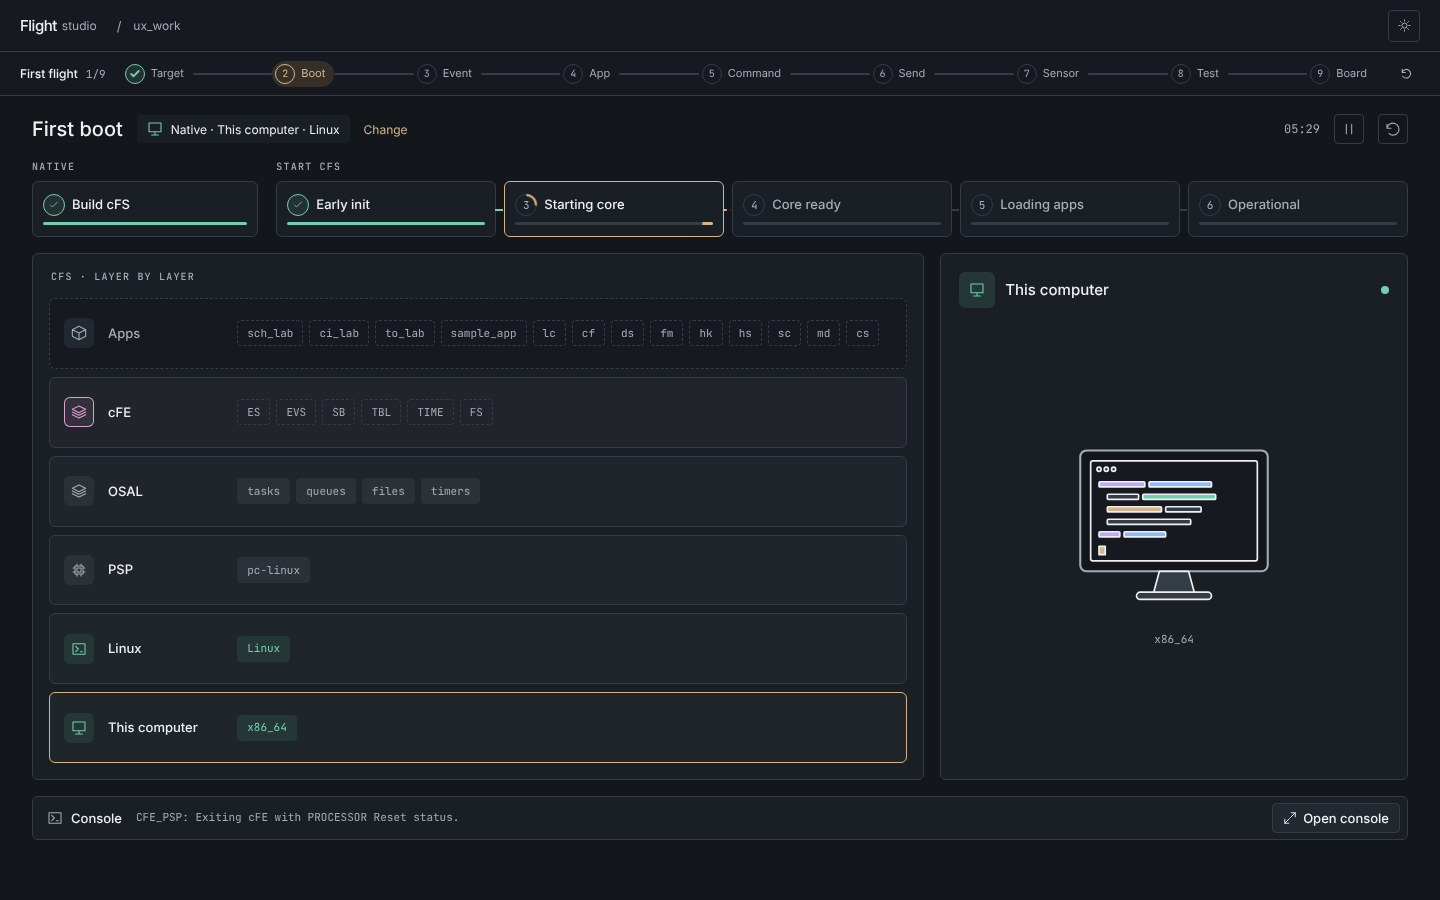 Flight studio / ux_work
First flight 1/9 Target 2 Boot 3 Event 4 App 5 Command 6 Send 7 Sensor 8 Test 9 Board
First boot Native · This computer · Linux Change 05:29
NATIVE START CFS
Build cFS Early init 3 Starting core 4 Core ready 5 Loading apps 6 Operational
CFS · LAYER BY LAYER
Apps sch_lab ci_lab to_lab sample_app lc cf ds fm hk hs sc md cs
cFE ES EVS SB TBL TIME FS
OSAL tasks queues files timers
PSP pc-linux
Linux Linux
This computer x86_64
This computer
x86_64
Console CFE_PSP: Exiting cFE with PROCESSOR Reset status. Open console